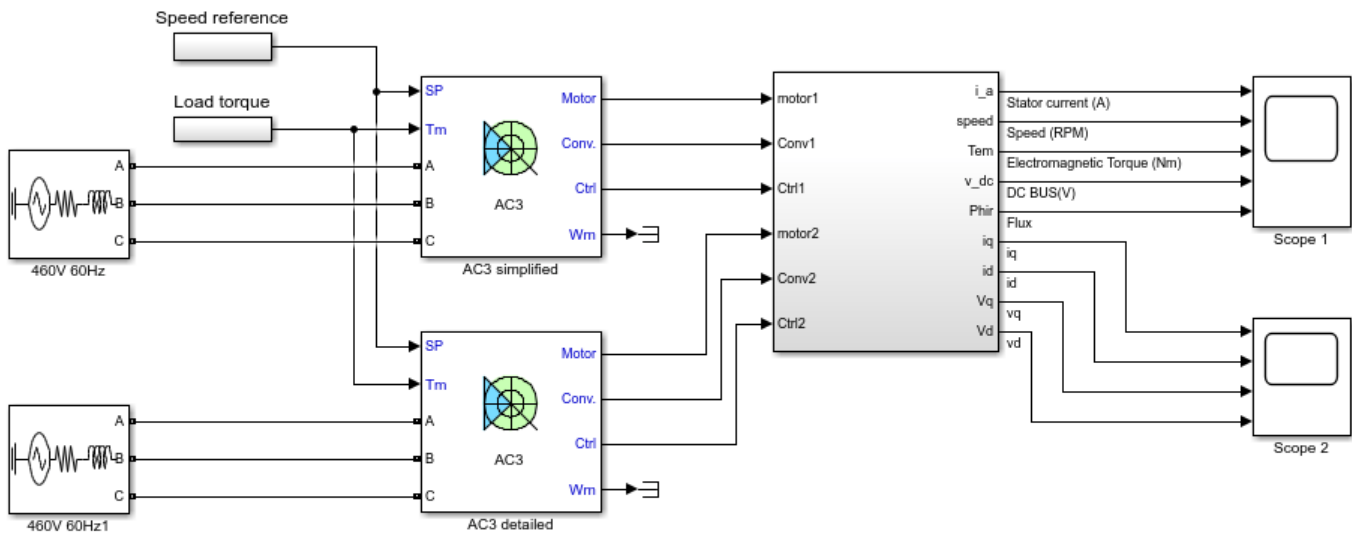 Speed reference
Load torque
SP
Tm
A
B
C
Motor
Conv.
Ctrl
Wm
AC3
AC3 simplified
A
B
C
460V 60Hz
motor1
Conv1
Ctrl1
motor2
Conv2
Ctrl2
i_a
speed
Tem
v_dc
Phir
iq
id
Vq
Vd
Stator current (A)
Speed (RPM)
Electromagnetic Torque (Nm)
DC BUS(V)
Flux
iq
id
vq
vd
Scope 1
Scope 2
SP
Tm
A
B
C
Motor
Conv.
Ctrl
Wm
AC3
AC3 detailed
A
B
C
460V 60Hz1